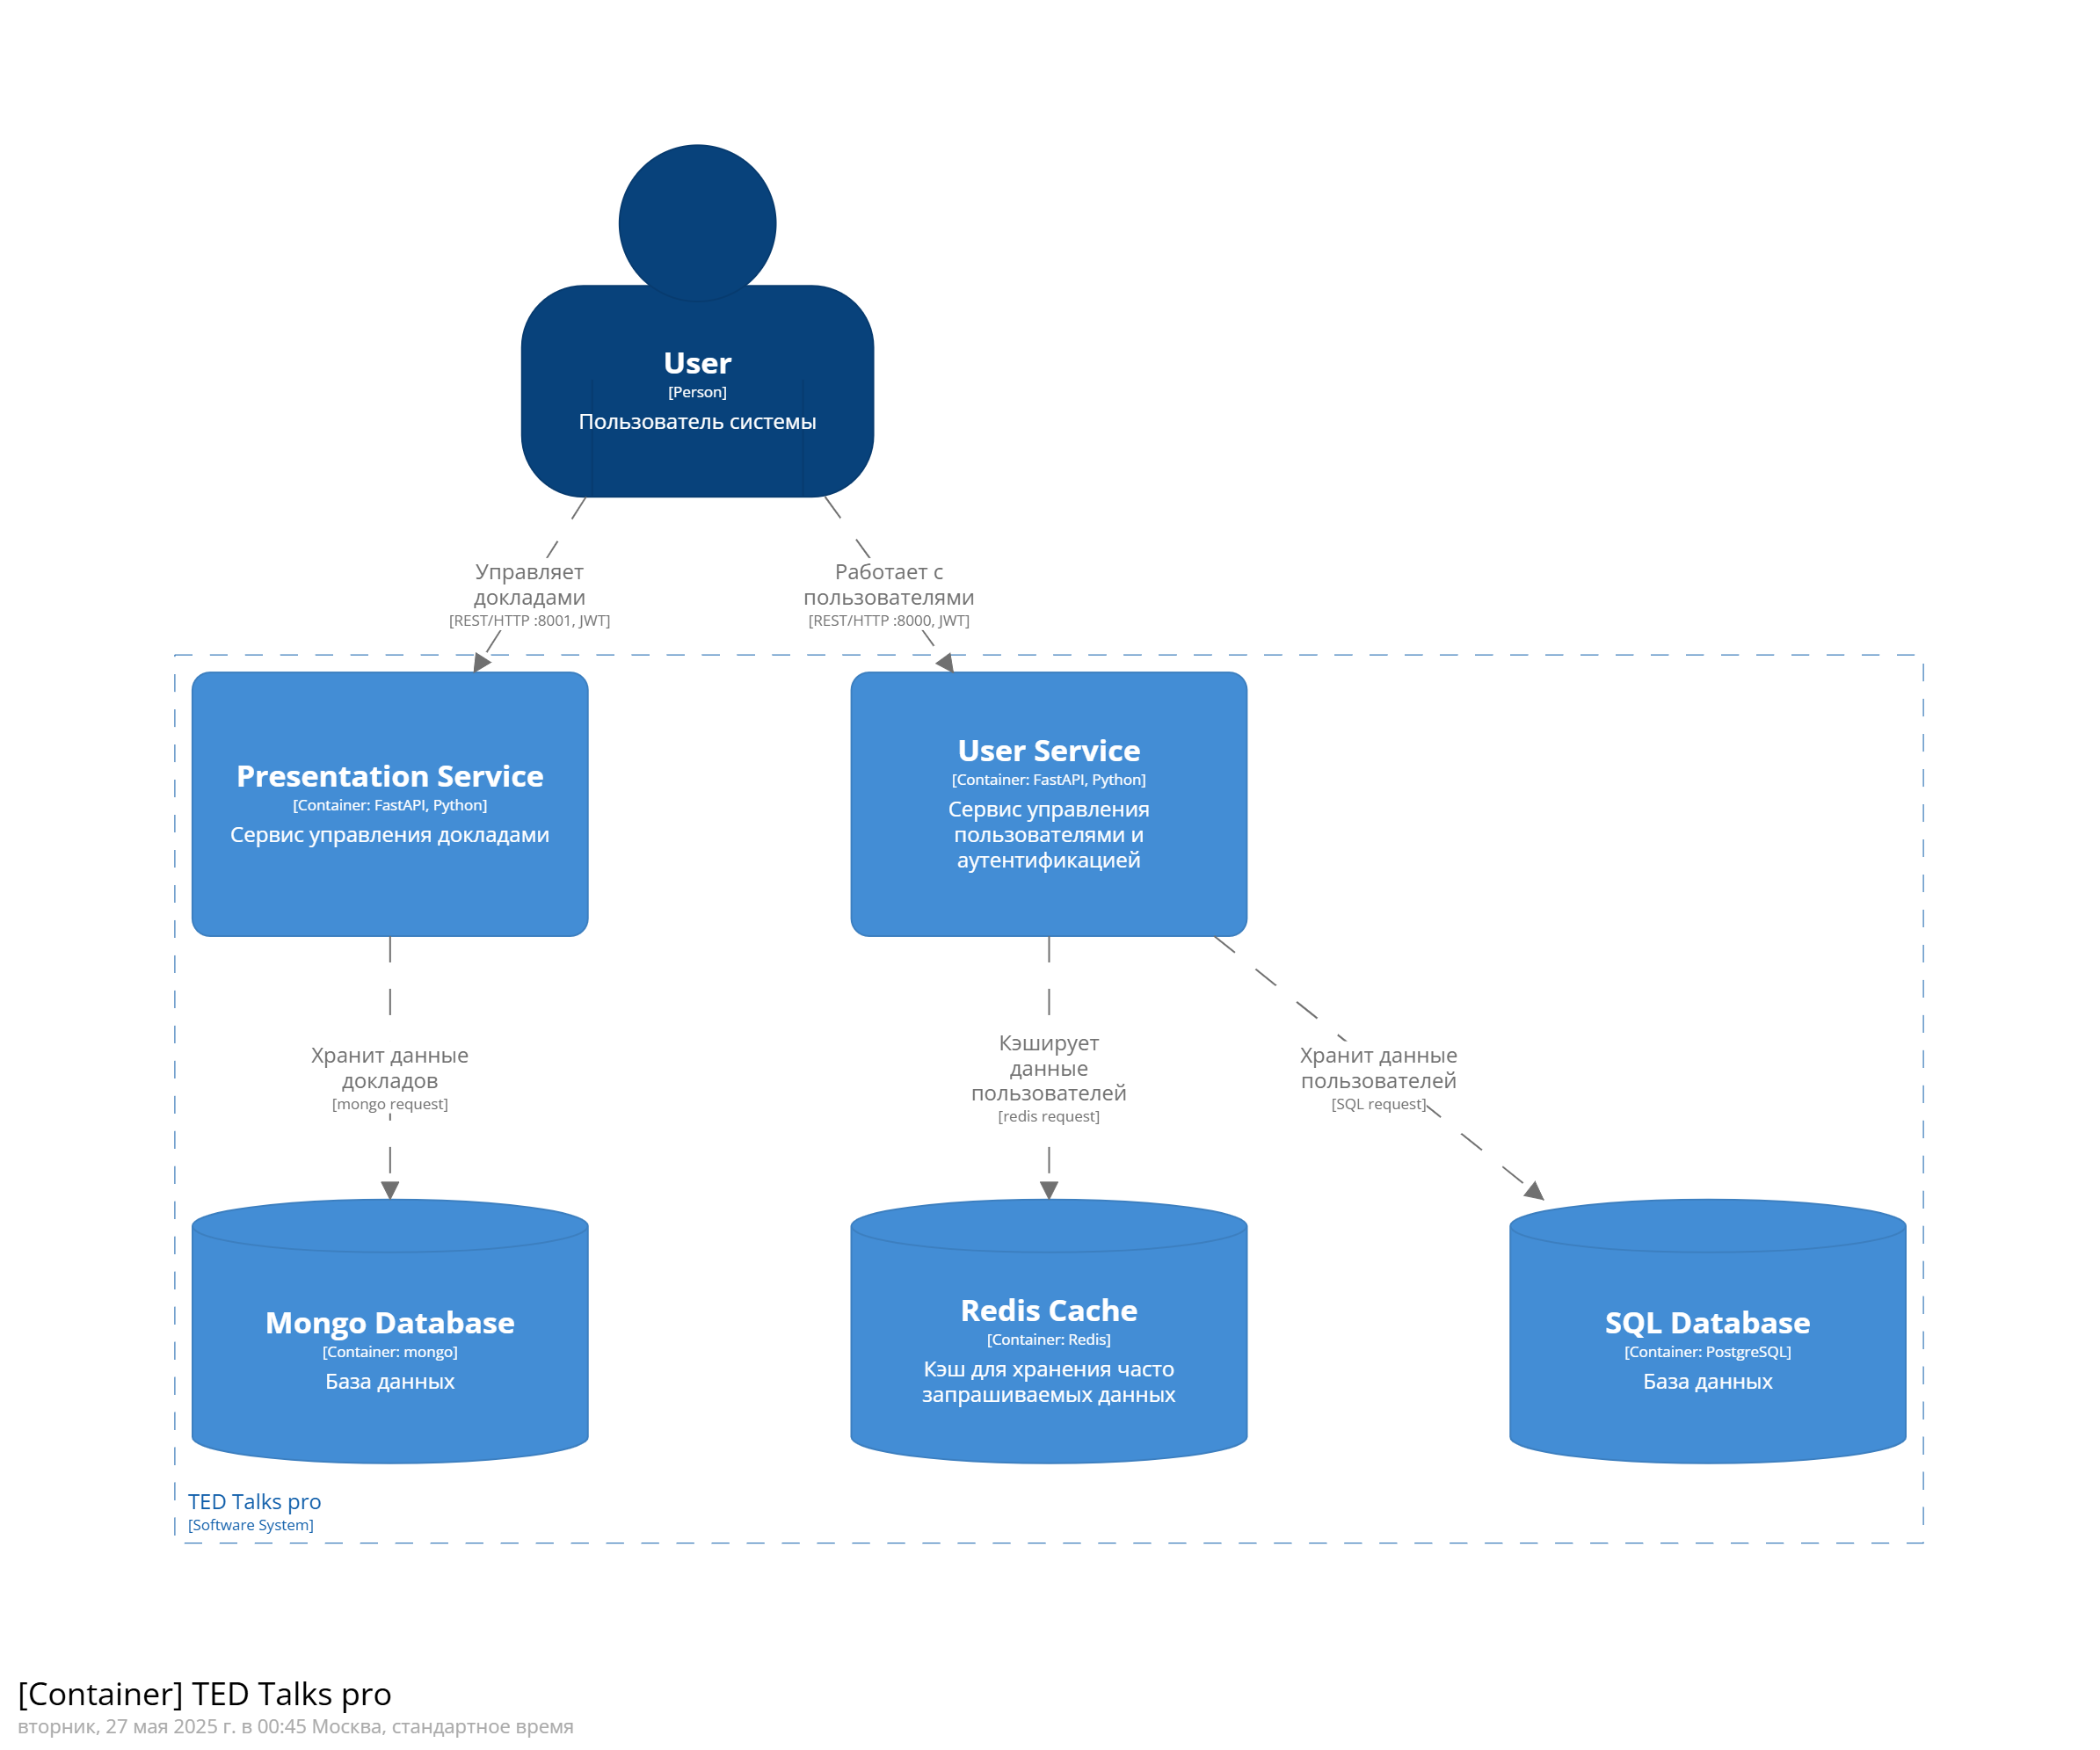 User
[Person]
Пользователь системы
Управляет
докладами
[REST/HTTP :8001, JWT]
Работает с
пользователями
[REST/HTTP :8000, JWT]
Presentation Service
[Container: FastAPI, Python]
Сервис управления докладами
User Service
[Container: FastAPI, Python]
Сервис управления
пользователями и
аутентификацией
Хранит данные
докладов
[mongo request]
Кэширует
данные
пользователей
[redis request]
Хранит данные
пользователей
[SQL request]
Mongo Database
[Container: mongo]
База данных
Redis Cache
[Container: Redis]
Кэш для хранения часто
запрашиваемых данных
SQL Database
[Container: PostgreSQL]
База данных
TED Talks pro
[Software System]
[Container] TED Talks pro
вторник, 27 мая 2025 г. в 00:45 Москва, стандартное время